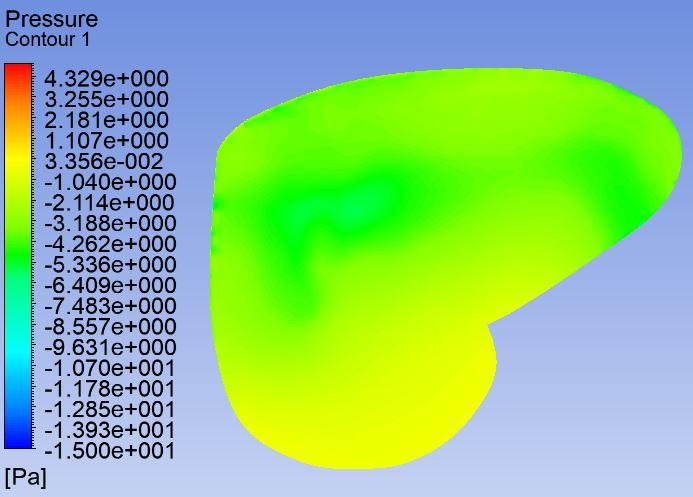 Pressure
Contour 1
4.329e+000
3.255e+000
2.181e+000
1.107e+000
3.356e-002
-1.040e+000
-2.114e+000
-3.188e+000
-4.262e+000
-5.336e+000
-6.409e+000
-7.483e+000
-8.557e+000
-9.631e+000
-1.070e+001
-1.178e+001
-1.285e+001
-1.393e+001
-1.500e+001
[Pa]